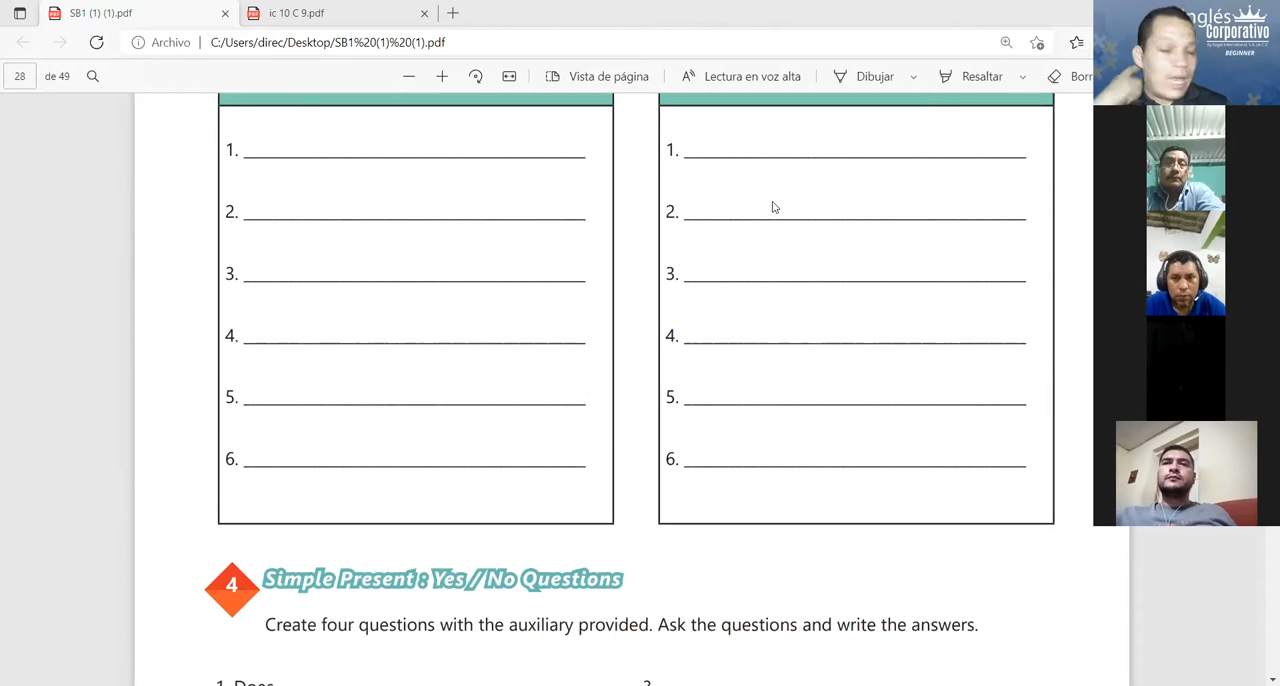 SB1 (1) (1).pdf
ic 10 C 9.pdf
Archivo
C:/Users/direc/Desktop/SB1%20(1)%20(1).pdf
28
de 49
Vista de página
Lectura en voz alta
Dibujar
Resaltar
Borr
inglés
Corporativo
BEGINNER
1.
2.
3.
4.
5.
6.
1.
2.
3.
4.
5.
6.
4
Simple Present : Yes / No Questions
Create four questions with the auxiliary provided. Ask the questions and write the answers.
1. Does